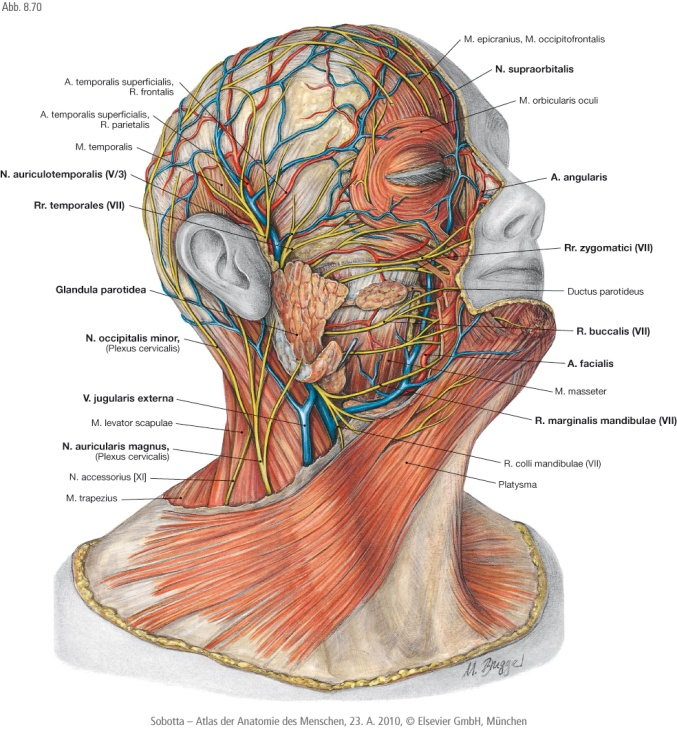 Abb. 8.70
M. epicranius, M. occipitofrontalis
N. supraorbitalis
M. orbicularis oculi
A. angularis
Rr. zygomatici (VII)
Ductus parotideus
R. buccalis (VII)
A. facialis
M. masseter
R. marginalis mandibulae (VII)
R. colli mandibulae (VII)
Platysma
A. temporalis superficialis,
R. frontalis
A. temporalis superficialis,
R. parietalis
M. temporalis
N. auriculotemporalis (V/3)
Rr. temporales (VII)
Glandula parotidea
N. occipitalis minor,
(Plexus cervicalis)
V. jugularis externa
M. levator scapulae
N. auricularis magnus,
(Plexus cervicalis)
N. accessorius [XI]
M. trapezius
Sobotta – Atlas der Anatomie des Menschen, 23. A. 2010, © Elsevier GmbH, München